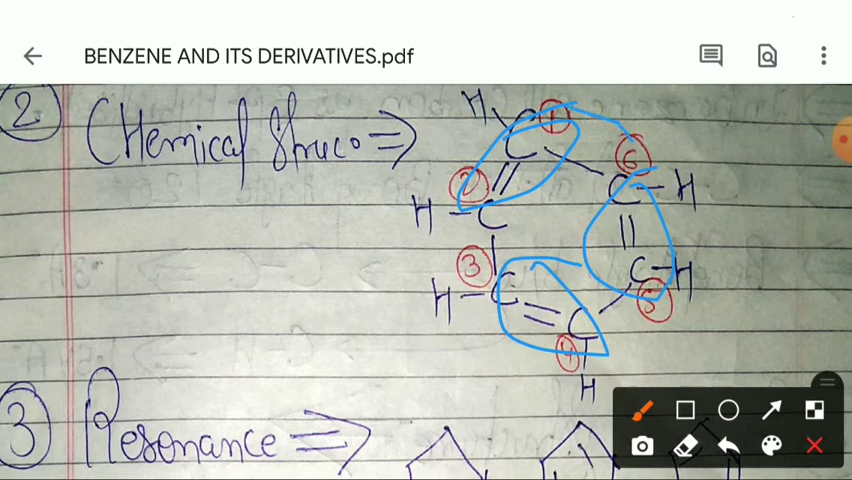 BENZENE AND ITS DERIVATIVES.pdf
2 Chemical Struc° ⇒
H
C 1
6
2 C - H
H - C ||
3 C - H
H - C 5
C
4
H
3 Resonance ⇒